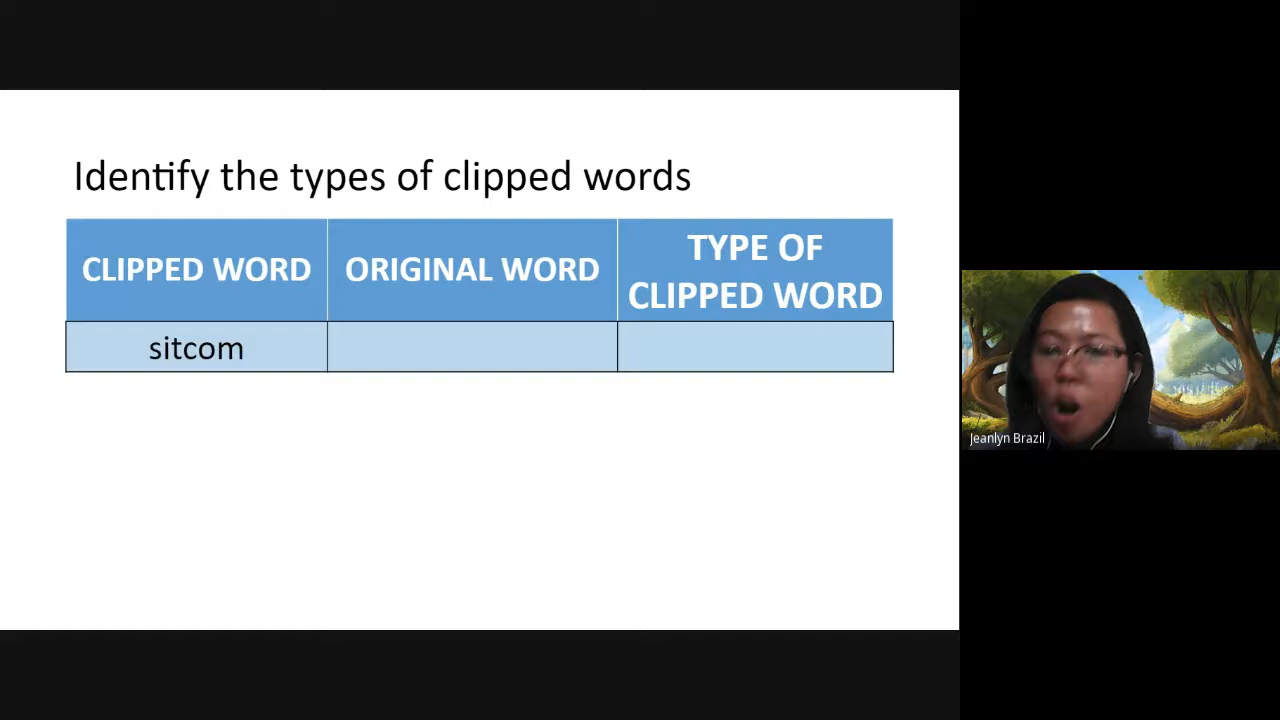 Identify the types of clipped words
CLIPPED WORD
ORIGINAL WORD
TYPE OF
CLIPPED WORD
sitcom
Jeanlyn Brazil